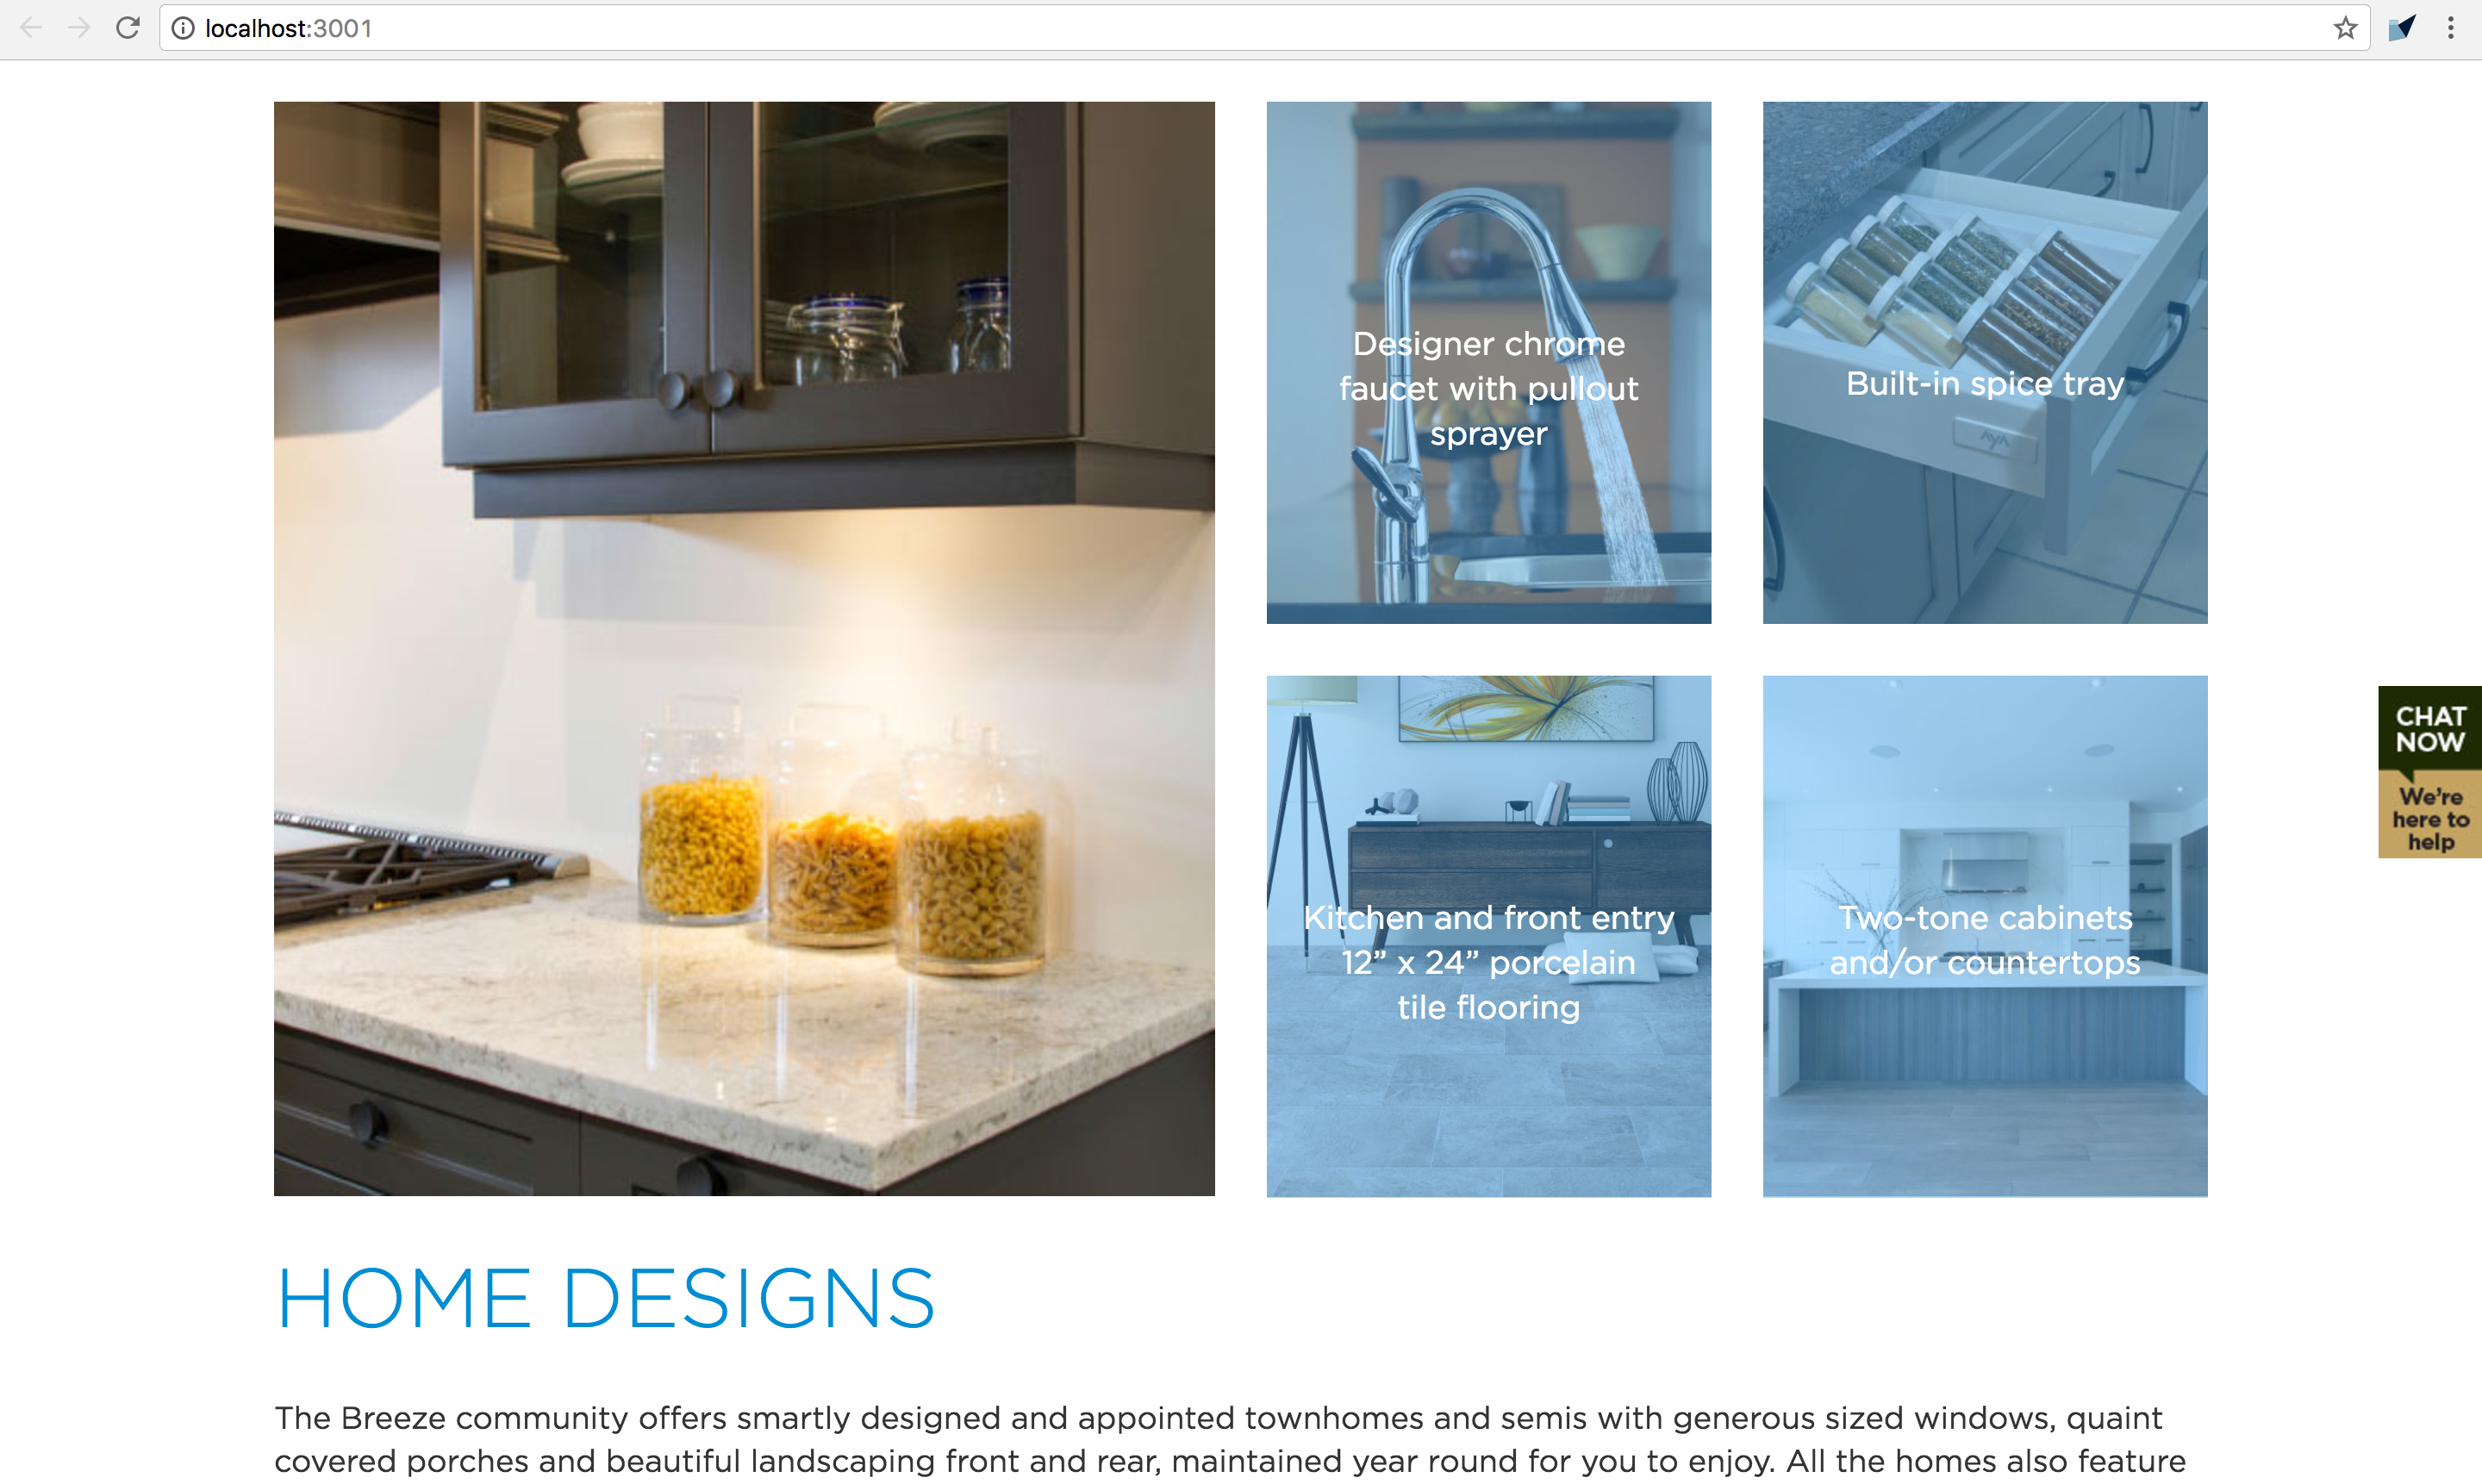 localhost:3001
Designer chrome
faucet with pullout
sprayer
Built-in spice tray
AyA
Kitchen and front entry
12” x 24” porcelain
tile flooring
Two-tone cabinets
and/or countertops
CHAT
NOW
We’re
here to
help
HOME DESIGNS
The Breeze community offers smartly designed and appointed townhomes and semis with generous sized windows, quaint
covered porches and beautiful landscaping front and rear, maintained year round for you to enjoy. All the homes also feature